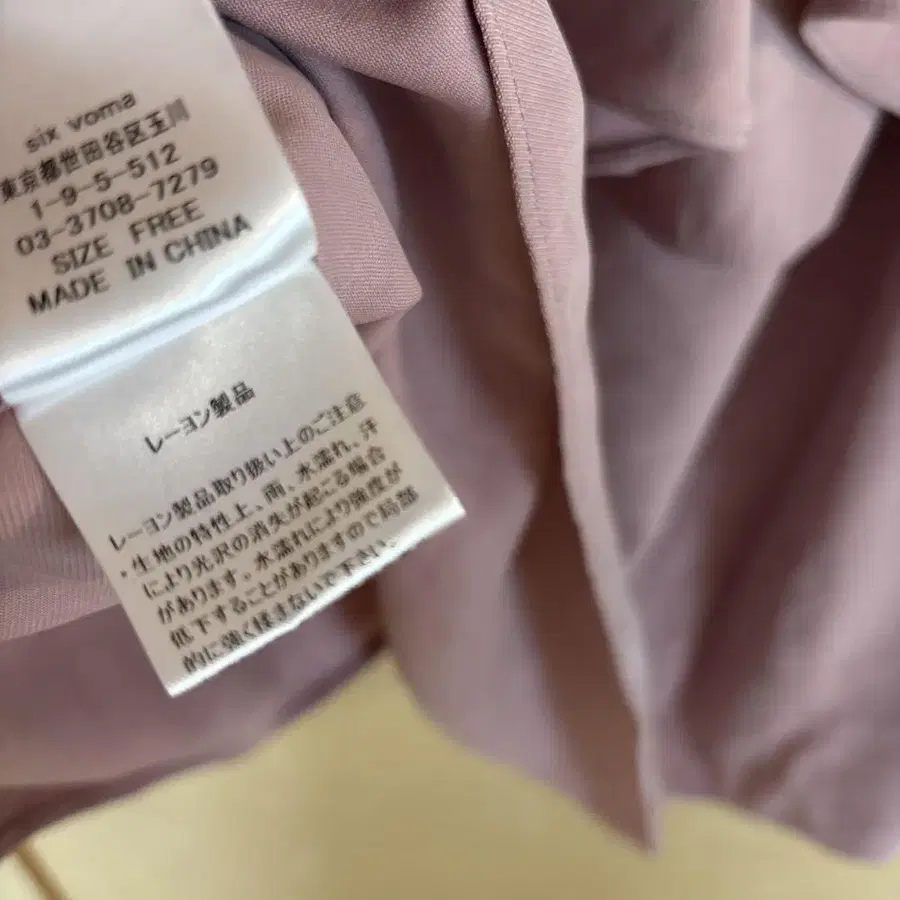 six voma
東京都世田谷区玉川
1-9-5-512
03-3708-7279
SIZE FREE
MADE IN CHINA
レーヨン製品
レーヨン製品取り扱い上のご注意
・生地の特性上、雨、水濡れ、汗
により光沢の消失が起こる場合
があります。水濡れにより強度が
低下することがありますので局部
的に強く揉まないで下さい。